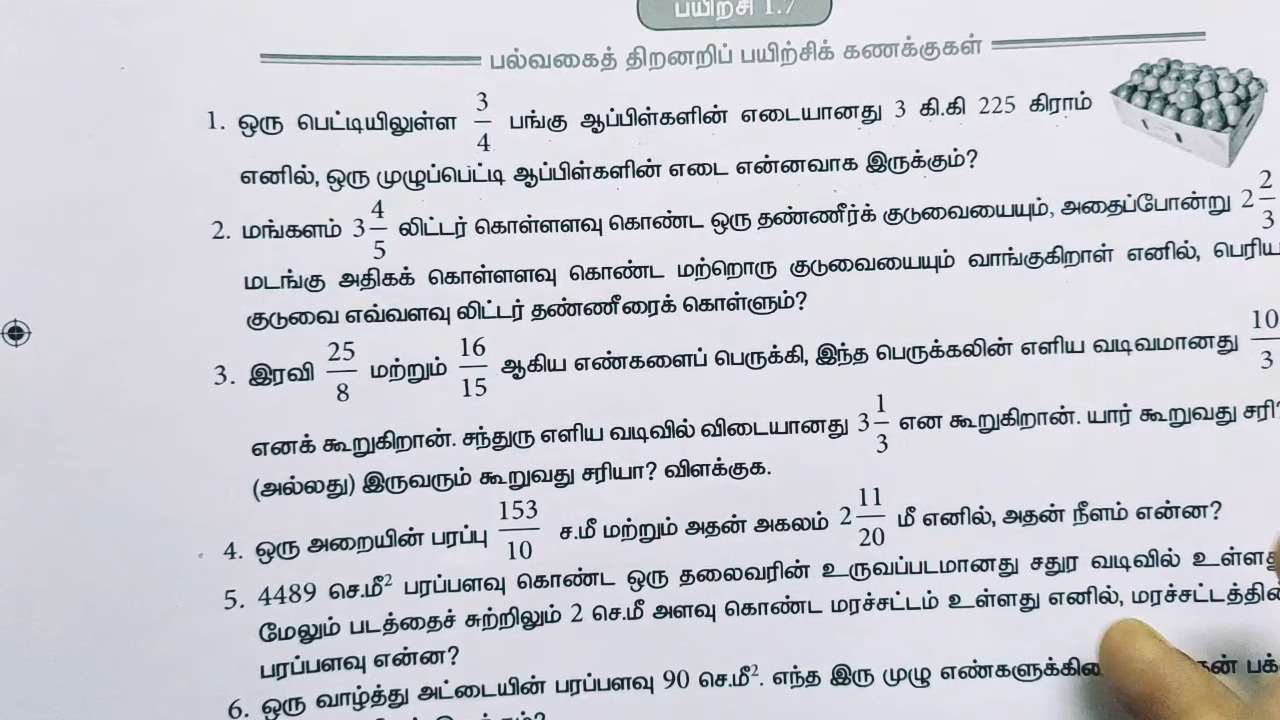 பயிற்சி 1.7
பல்வகைத் திறனறிப் பயிற்சிக் கணக்குகள்
1. ஒரு பெட்டியிலுள்ள 3/4 பங்கு ஆப்பிள்களின் எடையானது 3 கி.கி 225 கிராம்
எனில், ஒரு முழுப்பெட்டி ஆப்பிள்களின் எடை என்னவாக இருக்கும்?
2. மங்களம் 3 4/5 லிட்டர் கொள்ளளவு கொண்ட ஒரு தண்ணீர்க் குடுவையையும், அதைப்போன்று 2 2/3
மடங்கு அதிகக் கொள்ளளவு கொண்ட மற்றொரு குடுவையையும் வாங்குகிறாள் எனில், பெரிய
குடுவை எவ்வளவு லிட்டர் தண்ணீரைக் கொள்ளும்?
3. இரவி 25/8 மற்றும் 16/15 ஆகிய எண்களைப் பெருக்கி, இந்த பெருக்கலின் எளிய வடிவமானது 10/3
எனக் கூறுகிறான். சந்துரு எளிய வடிவில் விடையானது 3 1/3 என கூறுகிறான். யார் கூறுவது சரி?
(அல்லது) இருவரும் கூறுவது சரியா? விளக்குக.
4. ஒரு அறையின் பரப்பு 153/10 ச.மீ மற்றும் அதன் அகலம் 2 11/20 மீ எனில், அதன் நீளம் என்ன?
5. 4489 செ.மீ² பரப்பளவு கொண்ட ஒரு தலைவரின் உருவப்படமானது சதுர வடிவில்
மேலும் படத்தைச் சுற்றிலும் 2 செ.மீ அளவு கொண்ட மரச்சட்டம் உள்ளது எனில்,
பரப்பளவு என்ன?
6. ஒரு வாழ்த்து அட்டையின் பரப்பளவு 90 செ.மீ². எந்த இரு முழு